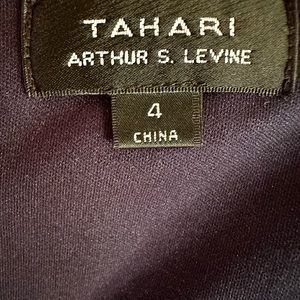 TAHARI
ARTHUR S. LEVINE
4
CHINA